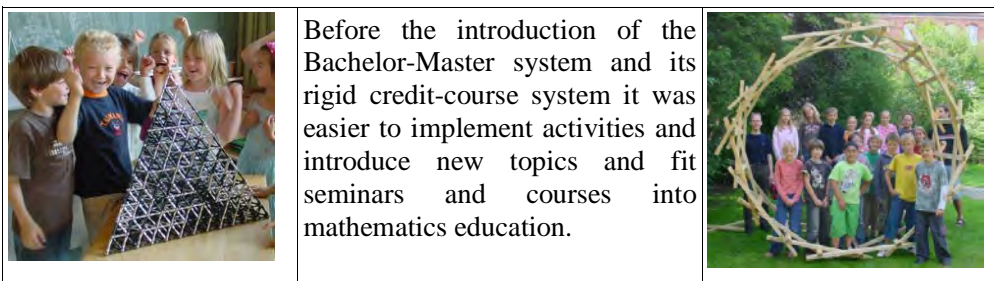 Before the introduction of the
Bachelor-Master system and its
rigid credit-course system it was
easier to implement activities and
introduce new topics and fit
seminars and courses into
mathematics education.